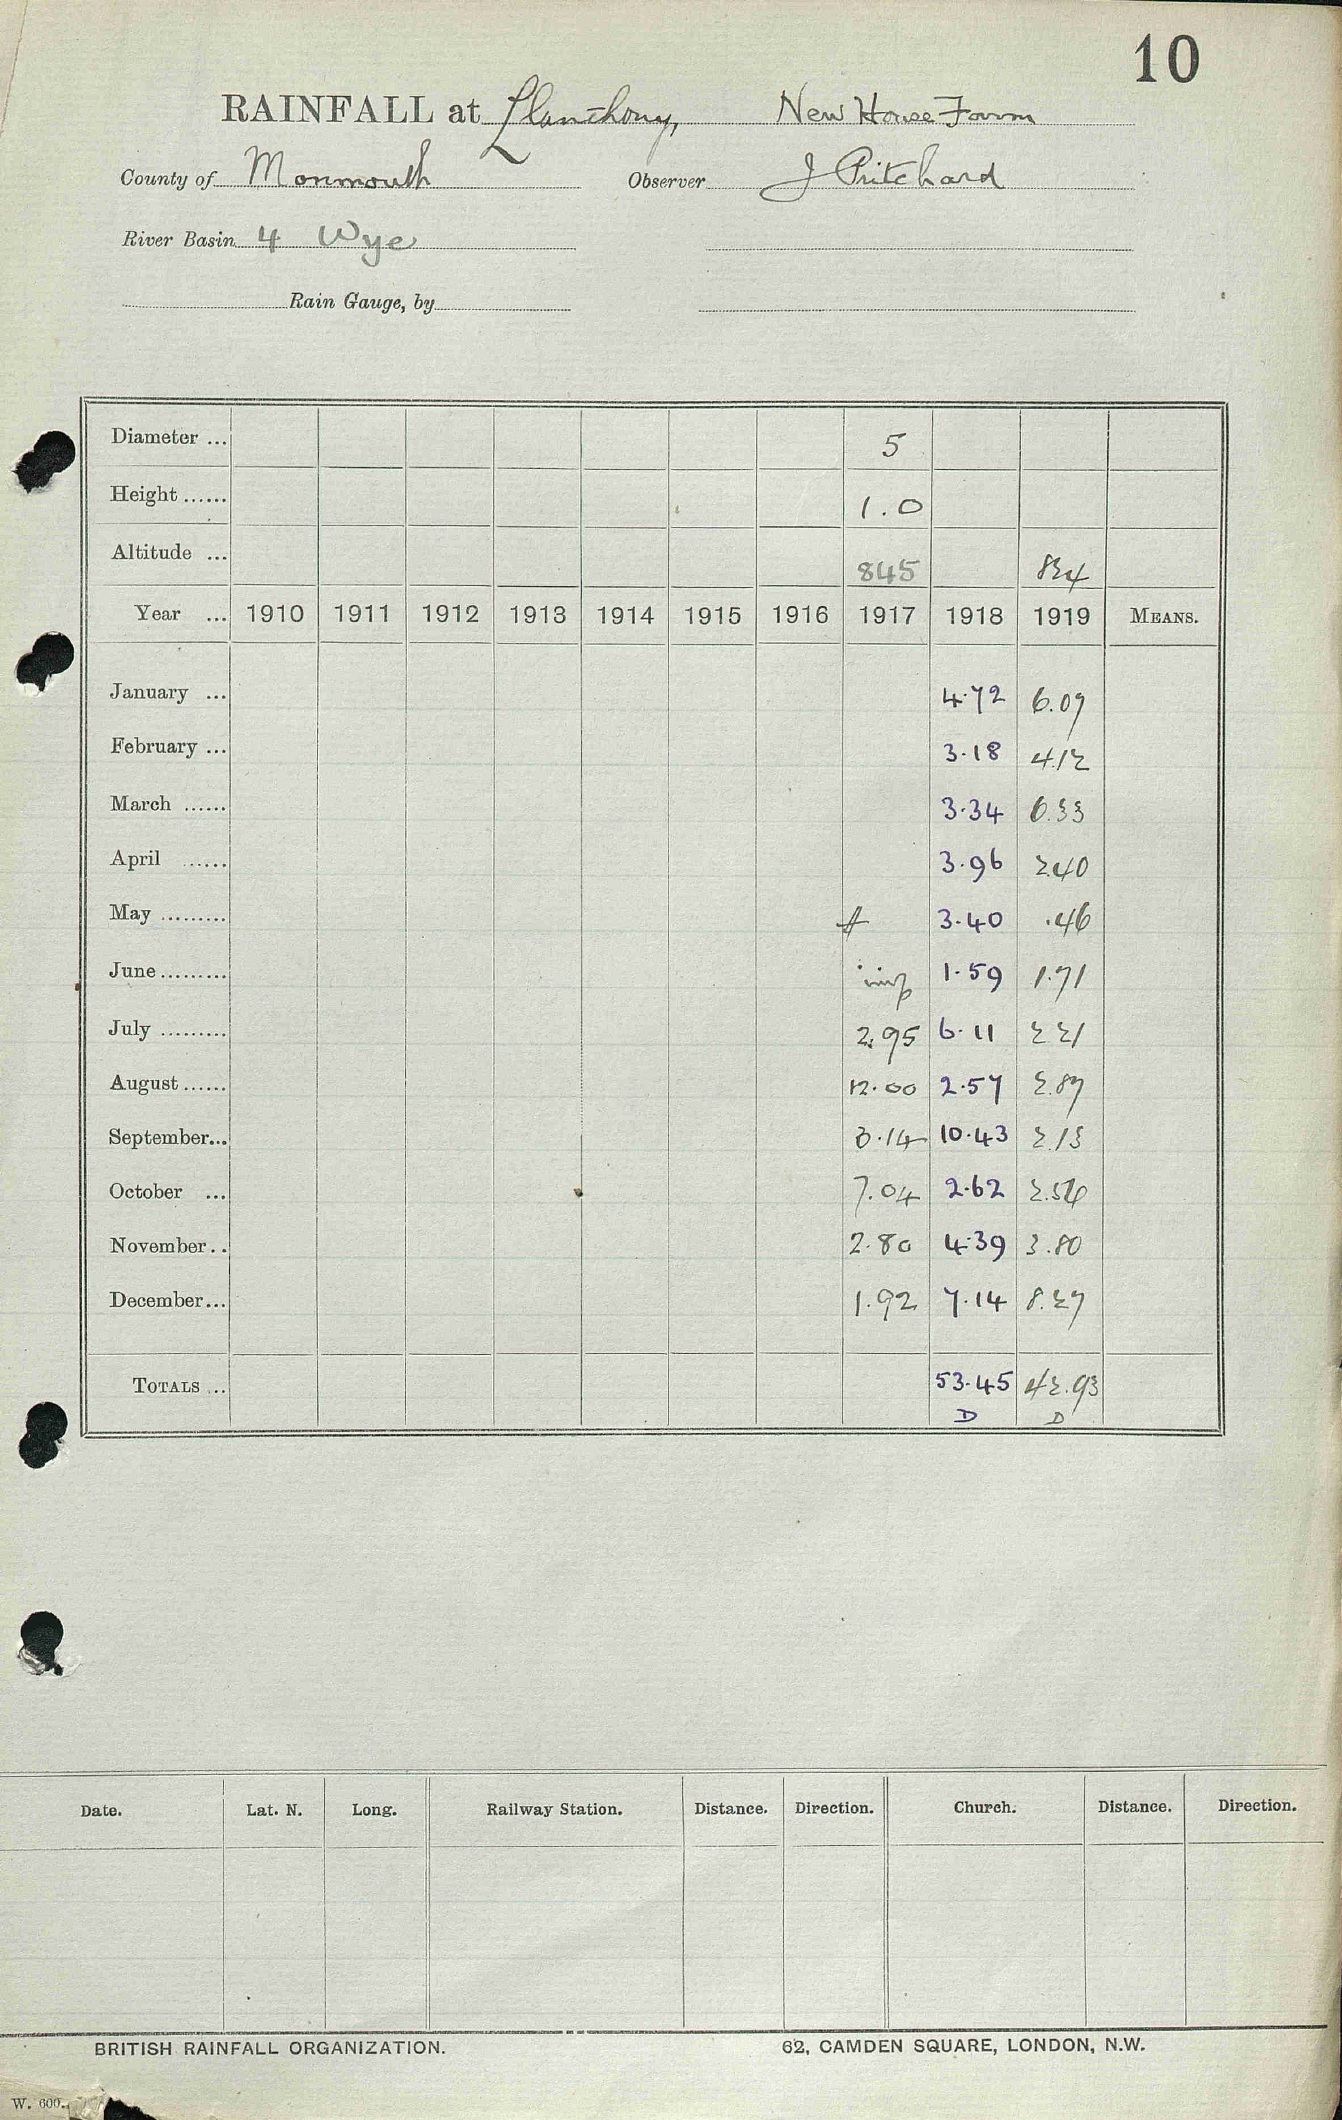 10
RAINFALL at Llanthony, New House Farm
County of Monmouth Observer J Pritchard
River Basin 4 Wye
Rain Gauge, by
Diameter ... 5
Height ...... 1.0
Altitude ... 845
Year ... 1910 1911 1912 1913 1914 1915 1916 1917 1918 1919 MEANS.
January ... 4.72 6.07
February ... 3.18 4.12
March ...... 3.34 6.33
April ...... 3.96 2.40
May ......... 3.40 .46
June ......... imp 1.59 1.71
July ......... 2.95 6.11 2.21
August ...... 12.00 2.57 2.87
September... 3.14 10.43 2.13
October ... 7.04 2.62 2.56
November .. 2.80 4.39 3.80
December... 1.92 7.14 8.27
TOTALS ... 53.45 42.93
D D
Date. Lat. N. Long. Railway Station. Distance. Direction. Church. Distance. Direction.
BRITISH RAINFALL ORGANIZATION. 62, CAMDEN SQUARE, LONDON, N.W.
W. 600.